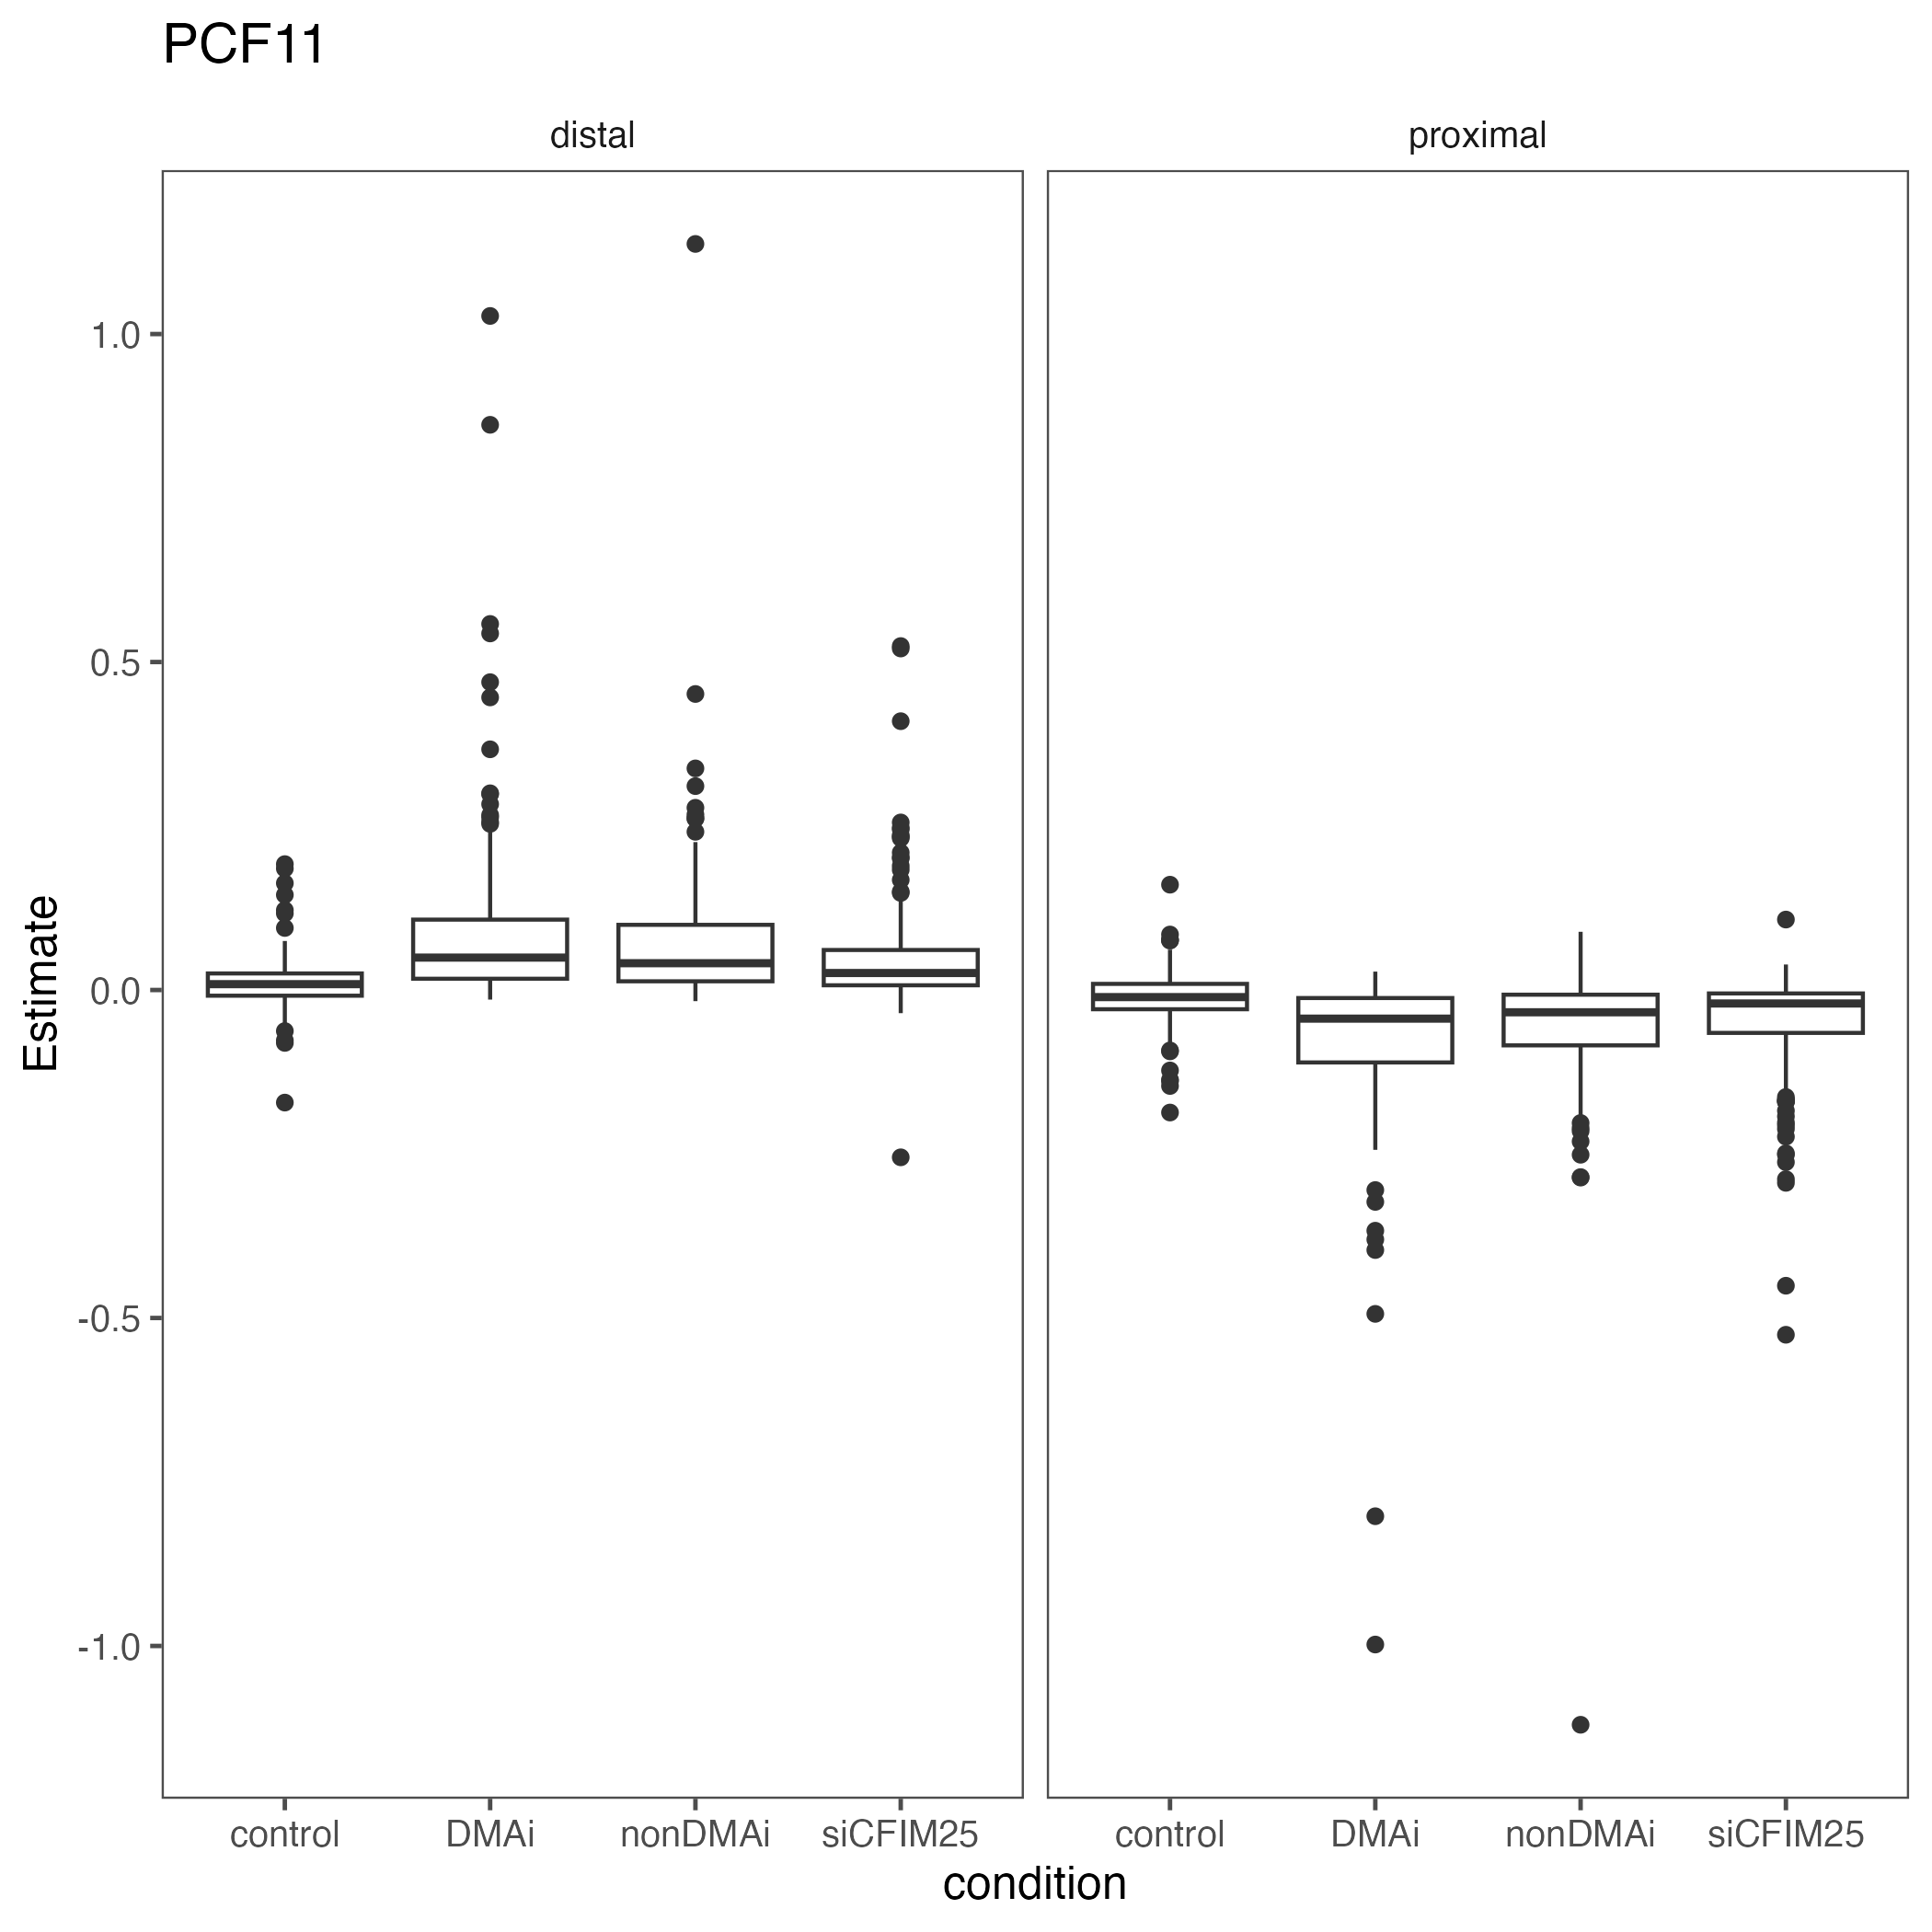 PCF11
distal
proximal
1.0
0.5
0.0
-0.5
-1.0
Estimate
control DMAi nonDMAi siCFIM25
control DMAi nonDMAi siCFIM25
condition